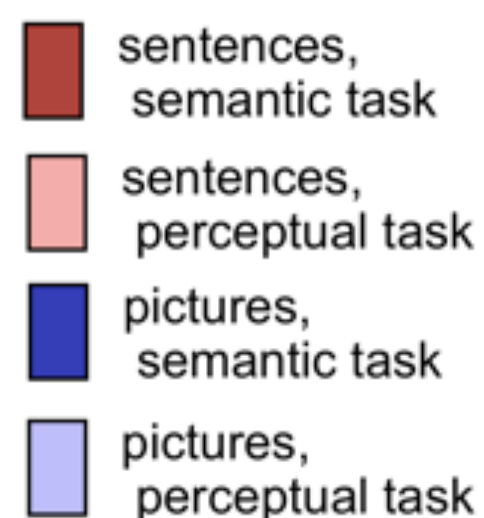 sentences,
semantic task
sentences,
perceptual task
pictures,
semantic task
pictures,
perceptual task